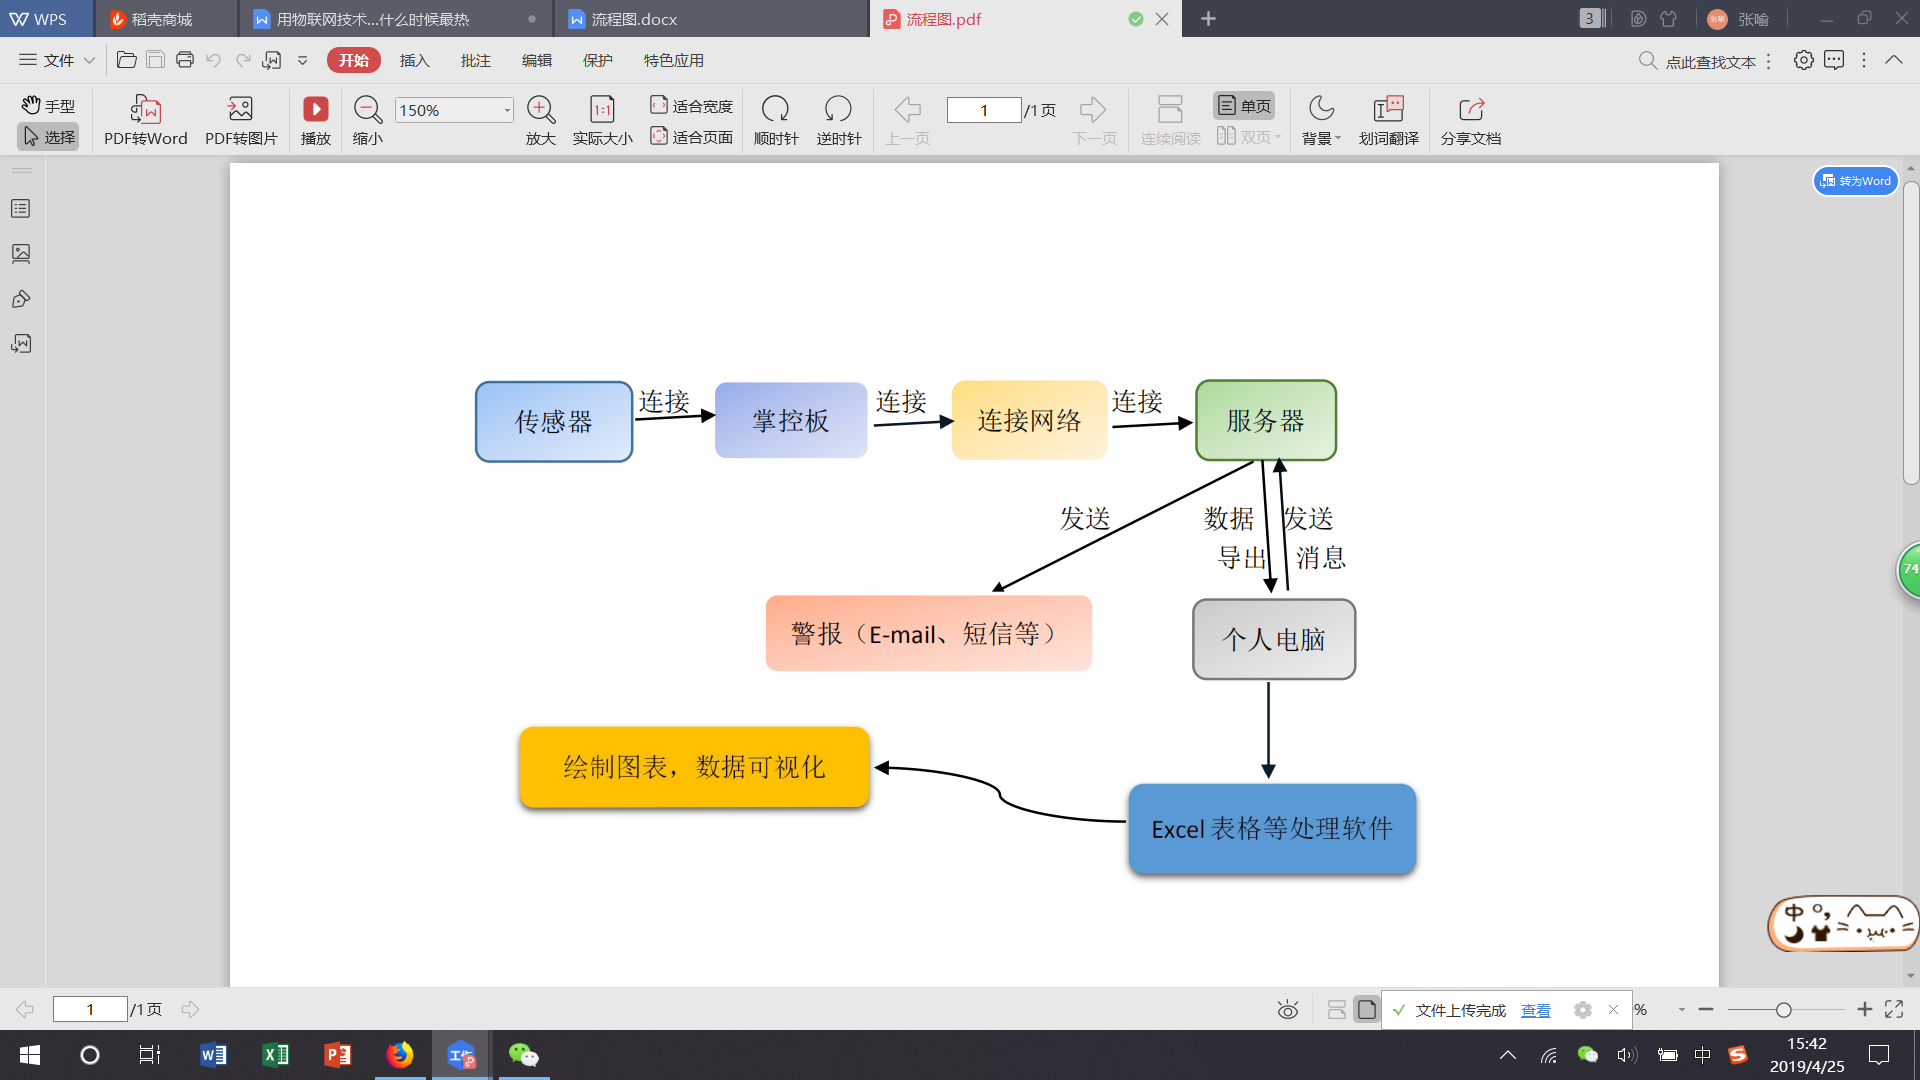 WPS
稻壳商城
用物联网技术...什么时候最热
流程图.docx
流程图.pdf
3
张喻
文件
开始
插入
批注
编辑
保护
特色应用
点此查找文本
手型
选择
PDF转Word
PDF转图片
播放
缩小
150%
放大
1:1
实际大小
适合宽度
适合页面
顺时针
逆时针
上一页
1
/1页
下一页
连续阅读
单页
双页
背景
划词翻译
分享文档
转为Word
传感器
连接
掌控板
连接
连接网络
连接
服务器
发送
数据
导出
发送
消息
警报（E-mail、短信等）
个人电脑
绘制图表，数据可视化
Excel 表格等处理软件
74
中
1
/1页
文件上传完成
查看
%
中
15:42
2019/4/25